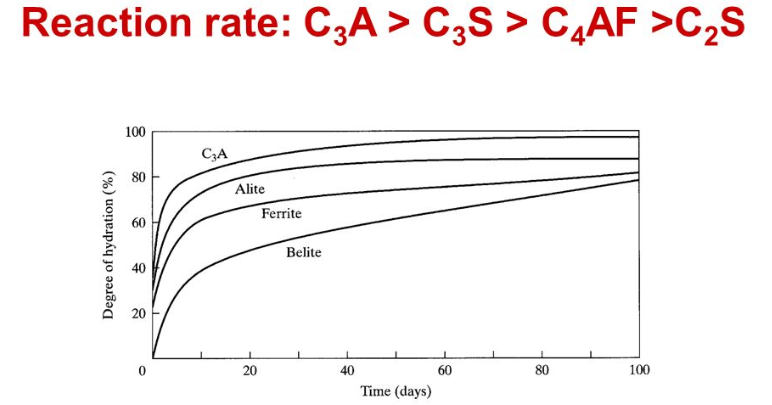 Reaction rate: C₃A > C₃S > C₄AF >C₂S
100
80
60
40
20
0
C₃A
Alite
Ferrite
Belite
Degree of hydration (%)
20
40
60
80
100
Time (days)